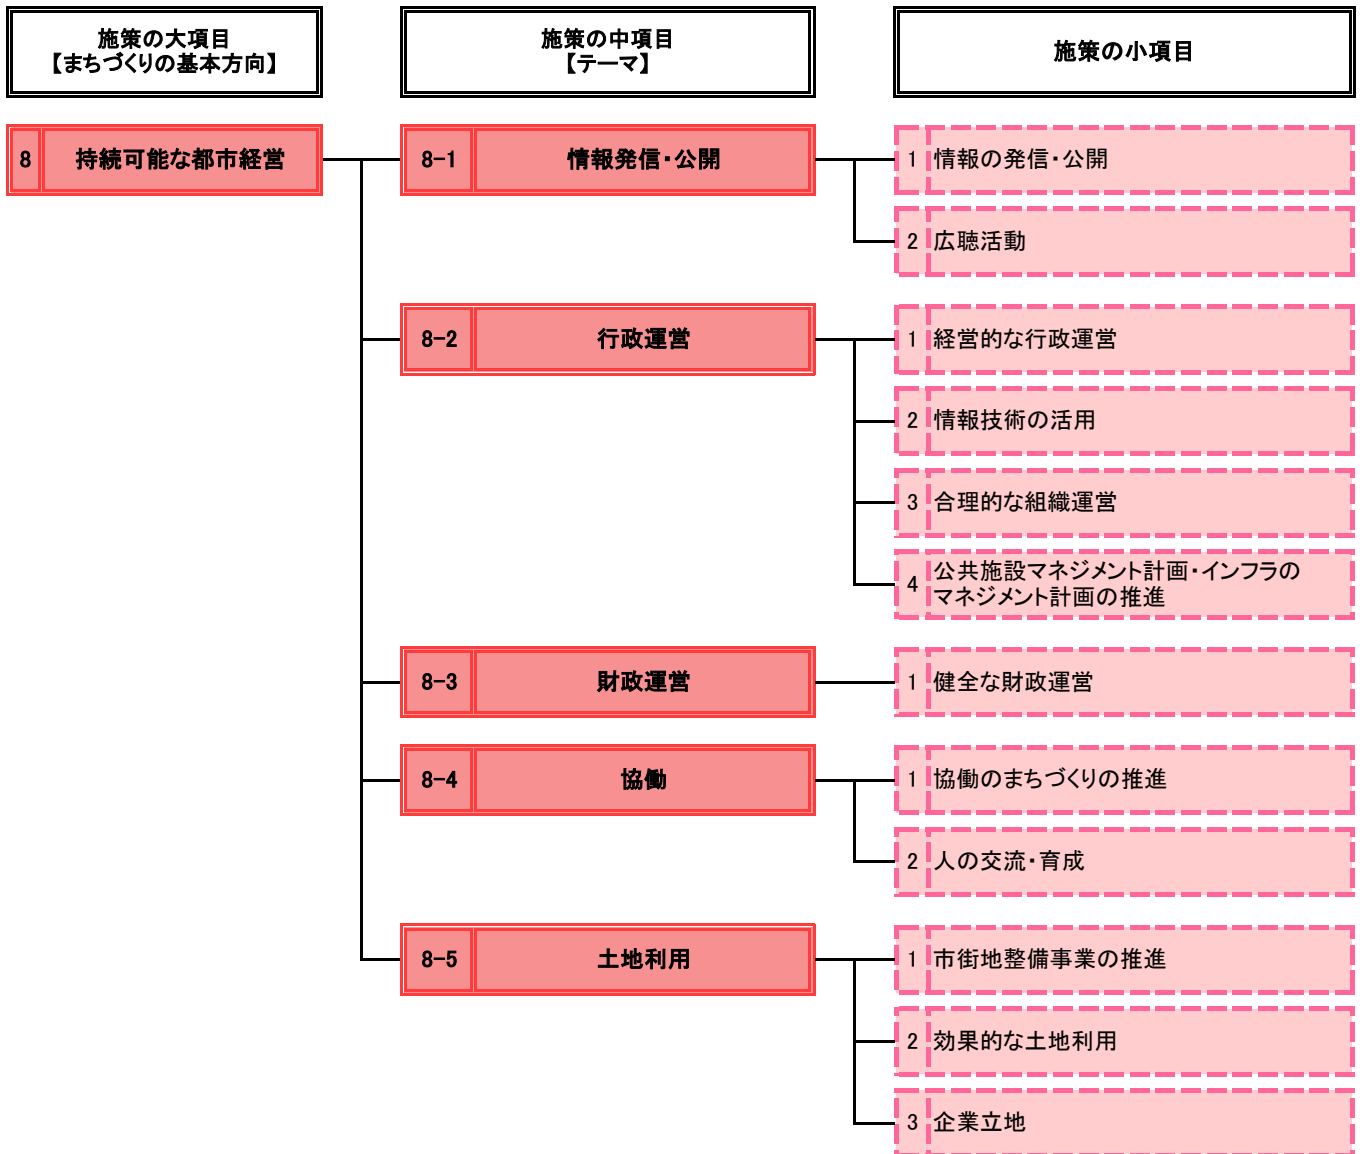 施策の大項目
【まちづくりの基本方向】
施策の中項目
【テーマ】
施策の小項目
8 持続可能な都市経営
8-1 情報発信・公開
1 情報の発信・公開
2 広聴活動
8-2 行政運営
1 経営的な行政運営
2 情報技術の活用
3 合理的な組織運営
4 公共施設マネジメント計画・インフラの
マネジメント計画の推進
8-3 財政運営
1 健全な財政運営
8-4 協働
1 協働のまちづくりの推進
2 人の交流・育成
8-5 土地利用
1 市街地整備事業の推進
2 効果的な土地利用
3 企業立地